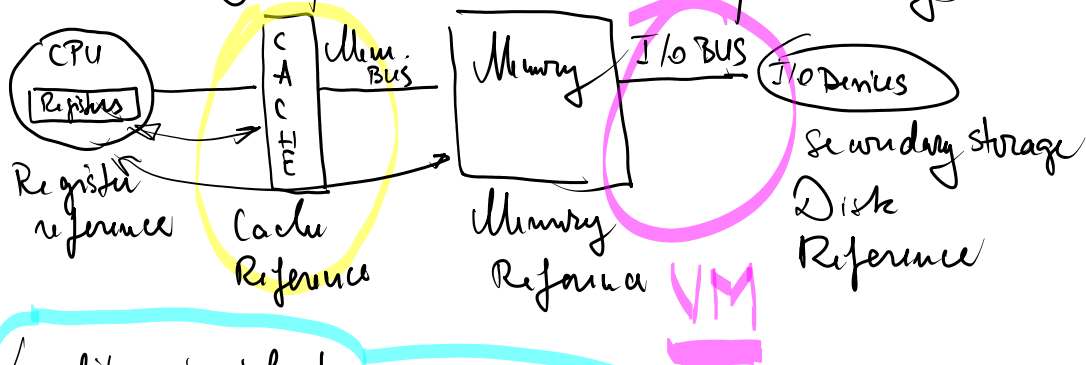 CPU
Registers
CACHE
Mem.
BUS
Memory
I/O BUS
I/O Devices
Register
reference
Cache
Reference
Memory
Reference
secondary storage
Disk
Reference
VM